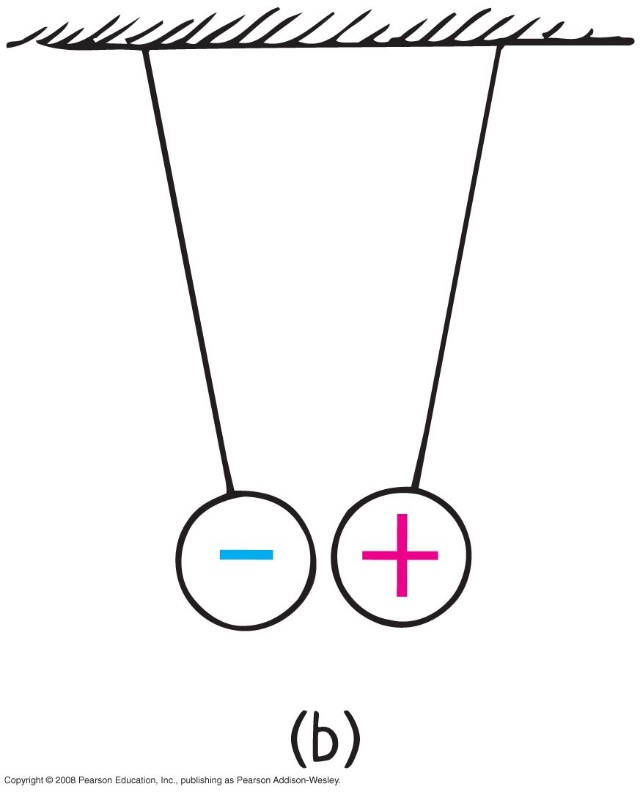 − +
(b)
Copyright © 2008 Pearson Education, Inc., publishing as Pearson Addison-Wesley.